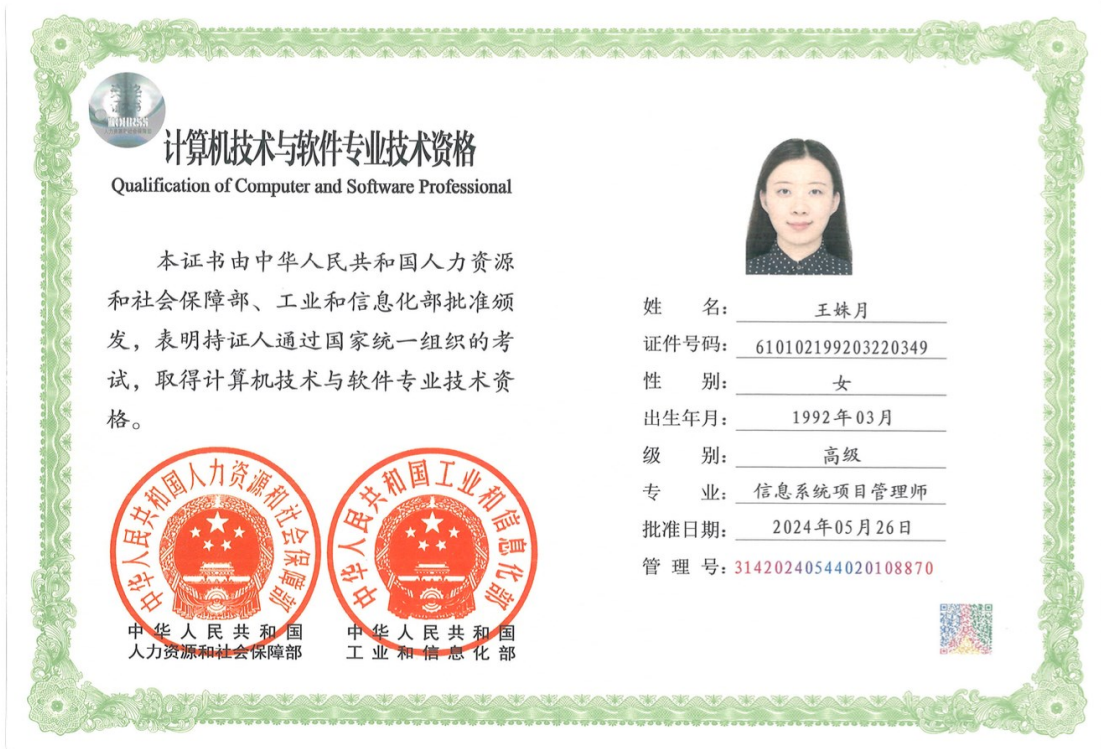 MOHRSS
计算机技术与软件专业技术资格
Qualification of Computer and Software Professional
本证书由中华人民共和国人力资源
和社会保障部、工业和信息化部批准颁
发，表明持证人通过国家统一组织的考
试，取得计算机技术与软件专业技术资
格。
中华人民共和国人力资源和社会保障部
中华人民共和国
人力资源和社会保障部
中华人民共和国工业和信息化部
中华人民共和国
工业和信息化部
姓 名：王姝月
证件号码：610102199203220349
性 别：女
出生年月：1992年03月
级 别：高级
专 业：信息系统项目管理师
批准日期：2024年05月26日
管 理 号：31420240544020108870